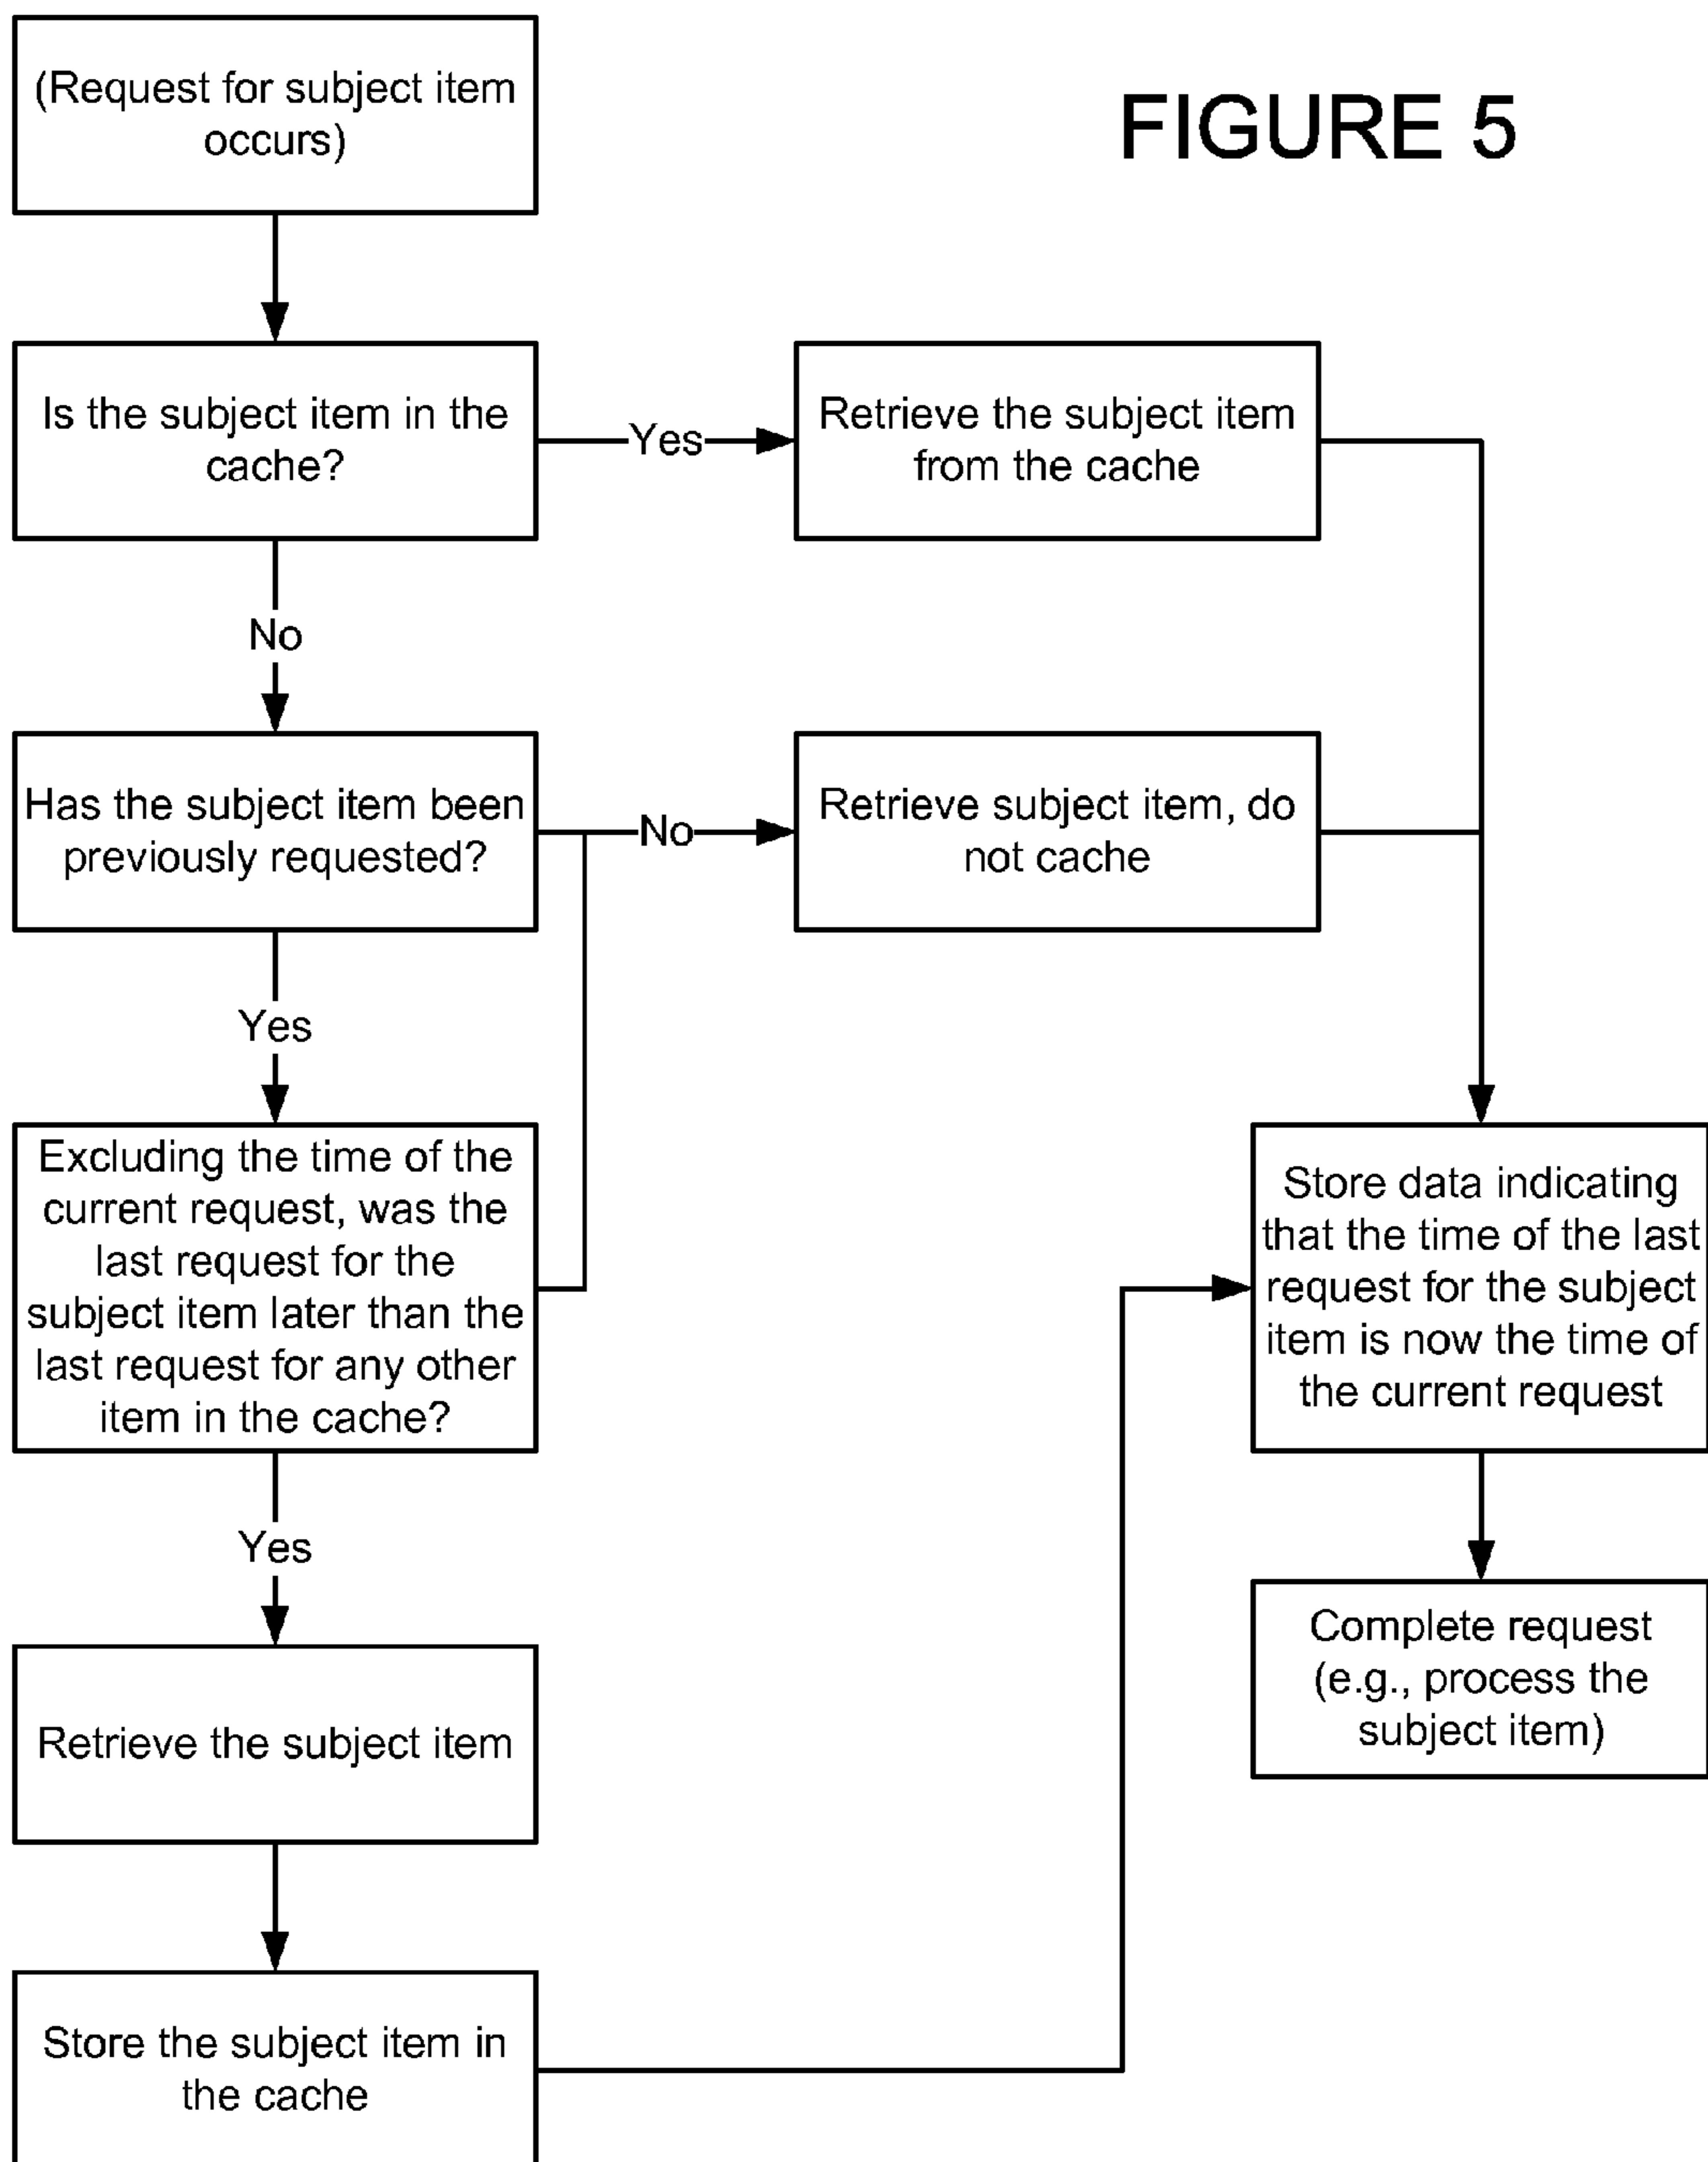 FIGURE 5
(Request for subject item
occurs)
Is the subject item in the
cache?
Yes
Retrieve the subject item
from the cache
No
Has the subject item been
previously requested?
No
Retrieve subject item, do
not cache
Yes
Excluding the time of the
current request, was the
last request for the
subject item later than the
last request for any other
item in the cache?
Store data indicating
that the time of the last
request for the subject
item is now the time of
the current request
Yes
Complete request
(e.g., process the
subject item)
Retrieve the subject item
Store the subject item in
the cache